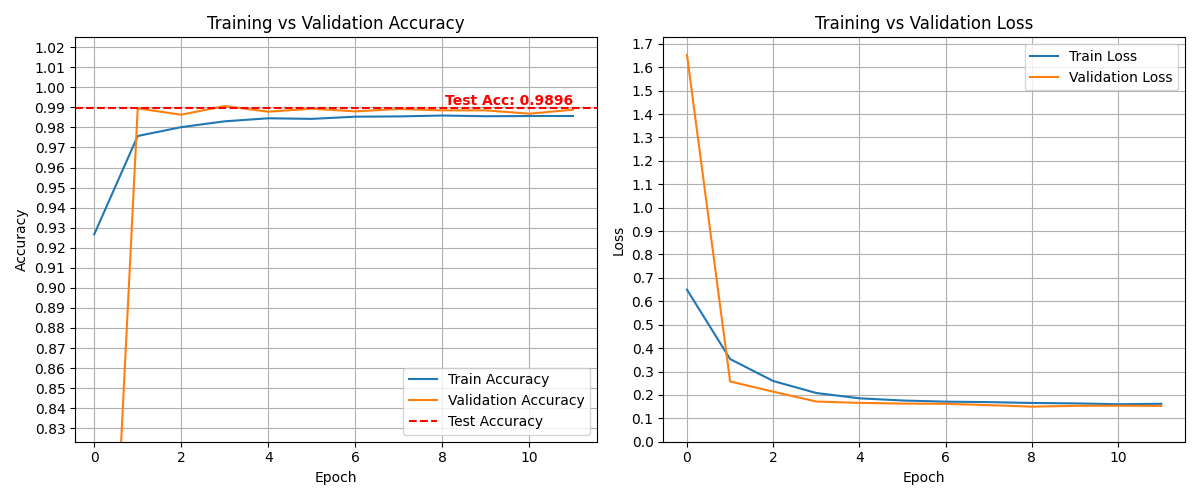 Training vs Validation Accuracy
1.02
1.01
1.00
0.99
0.98
0.97
0.96
0.95
0.94
0.93
0.92
0.91
0.90
0.89
0.88
0.87
0.86
0.85
0.84
0.83
Accuracy
Test Acc: 0.9896
Train Accuracy
Validation Accuracy
Test Accuracy
0 2 4 6 8 10
Epoch
Training vs Validation Loss
1.7
1.6
1.5
1.4
1.3
1.2
1.1
1.0
0.9
0.8
0.7
0.6
0.5
0.4
0.3
0.2
0.1
0.0
Loss
Train Loss
Validation Loss
0 2 4 6 8 10
Epoch